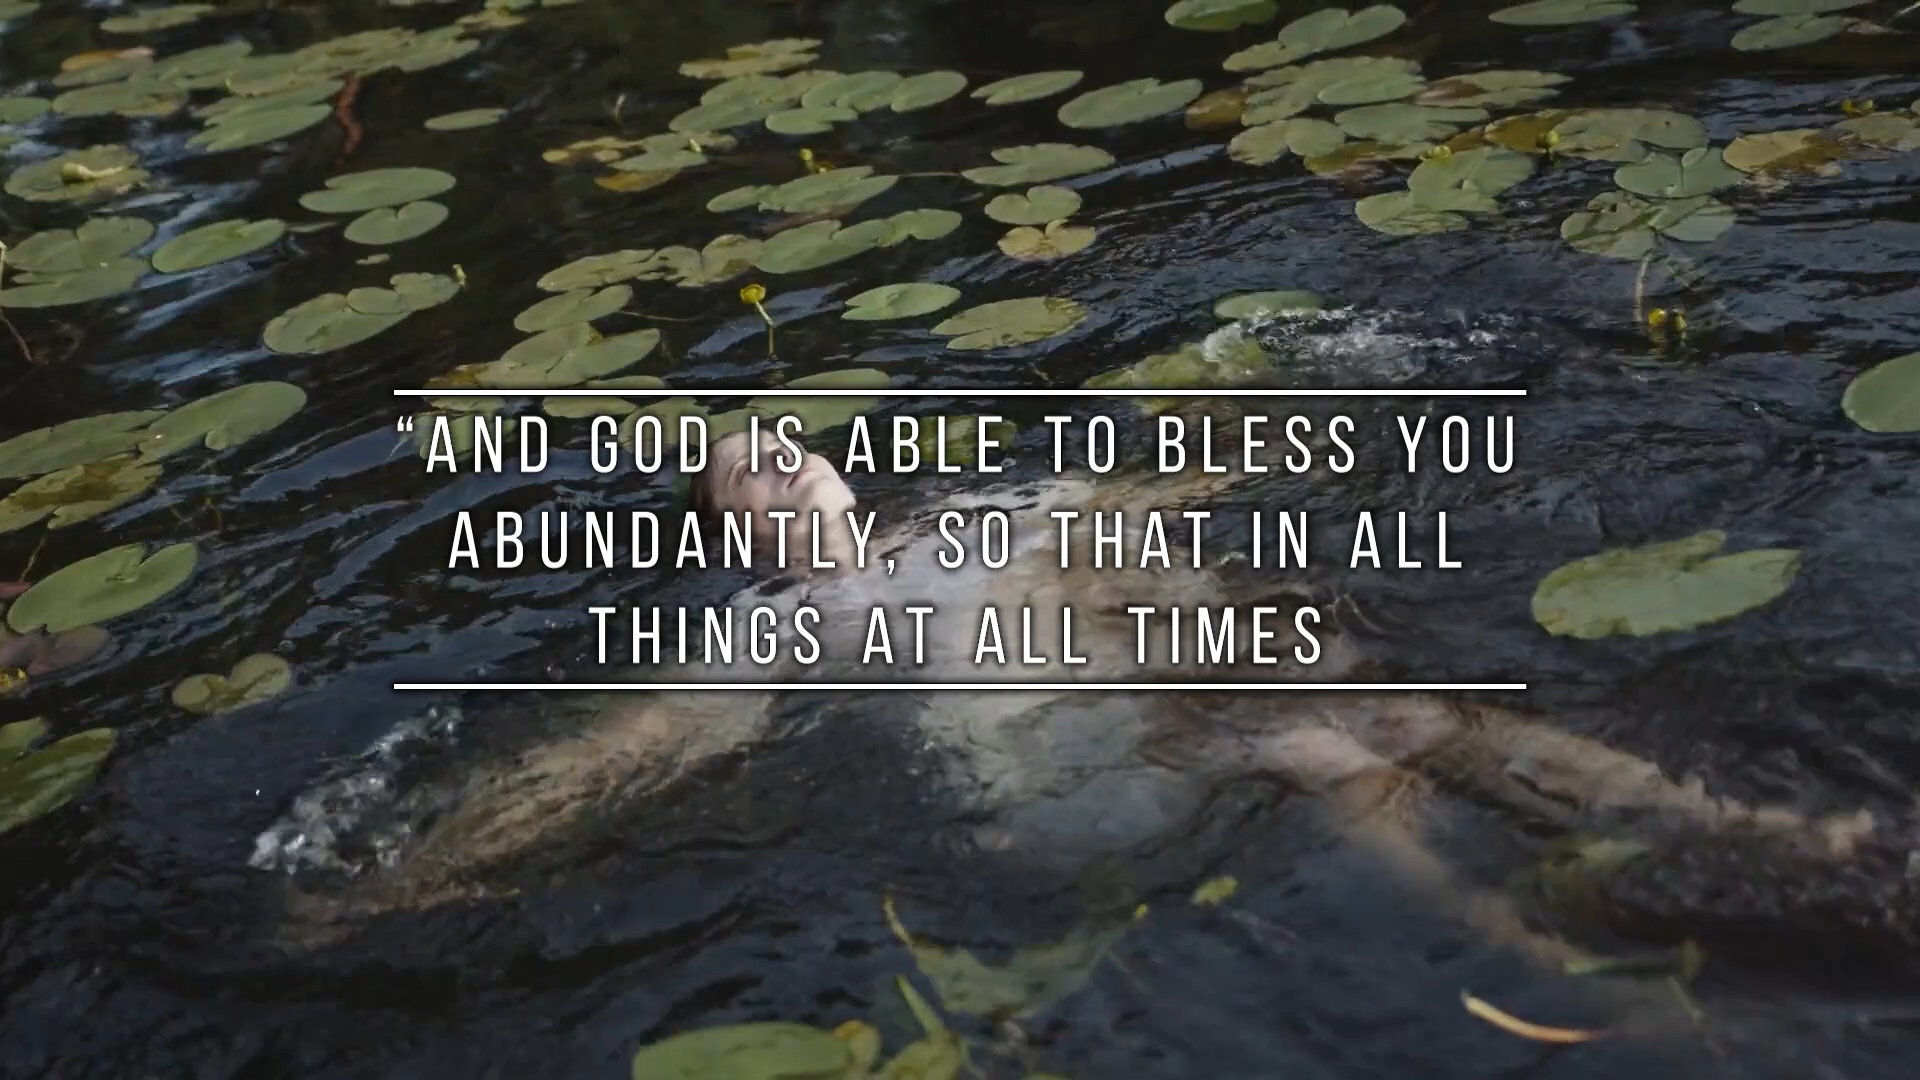 “AND GOD IS ABLE TO BLESS YOU
ABUNDANTLY, SO THAT IN ALL
THINGS AT ALL TIMES